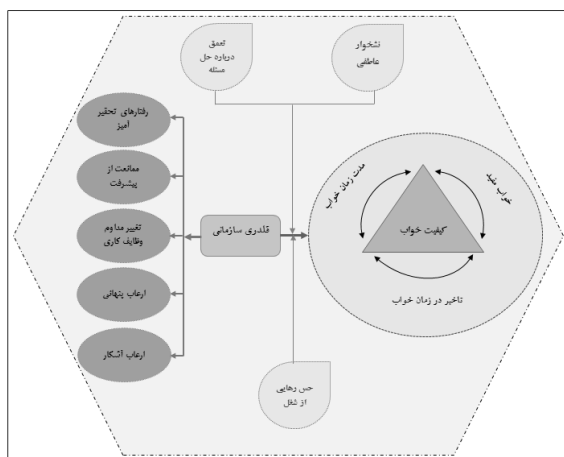 تعمق
درباره حل
مسئله
نشخوار
عاطفی
رفتارهای تحقیر
آمیز
ممانعت از
پیشرفت
تغییر مداوم
وظایف کاری
ارعاب پنهانی
ارعاب آشکار
قلدری سازمانی
مدت زمان خواب
خواب مفید
کیفیت خواب
تاخیر در زمان خواب
حس رهایی
از شغل